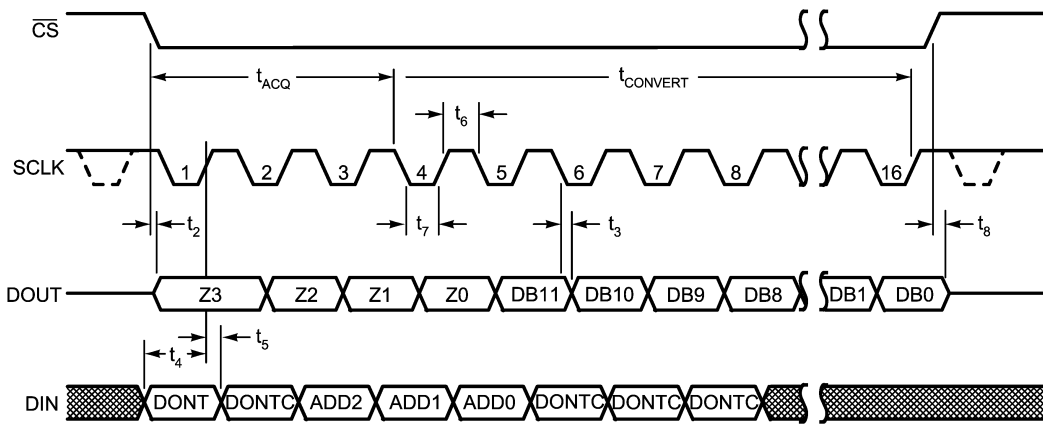 CS
tACQ
tCONVERT
t6
SCLK
1 2 3 4 5 6 7 8 16
t2
t7
t3
t8
DOUT Z3 Z2 Z1 Z0 DB11 DB10 DB9 DB8 DB1 DB0
t4
t5
DIN DONT DONTC ADD2 ADD1 ADD0 DONTC DONTC DONTC